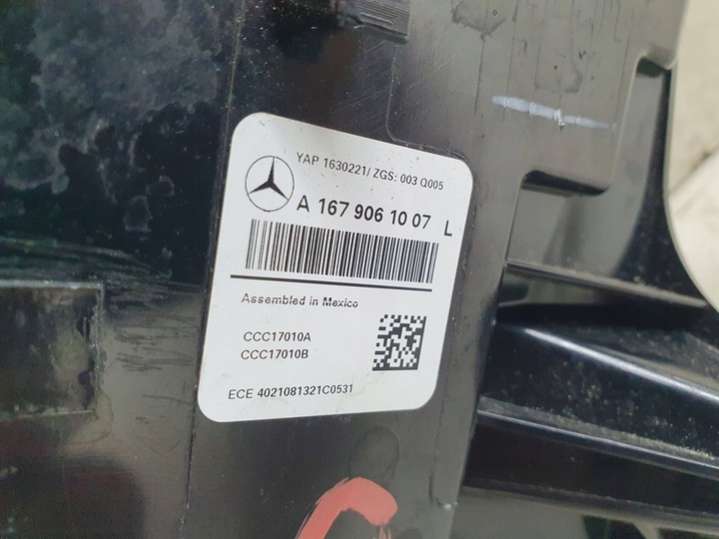 YAP 1630221/ ZGS: 003 Q005
A 167 906 10 07 L
Assembled in Mexico
CCC17010A
CCC17010B
ECE 4021081321C0531